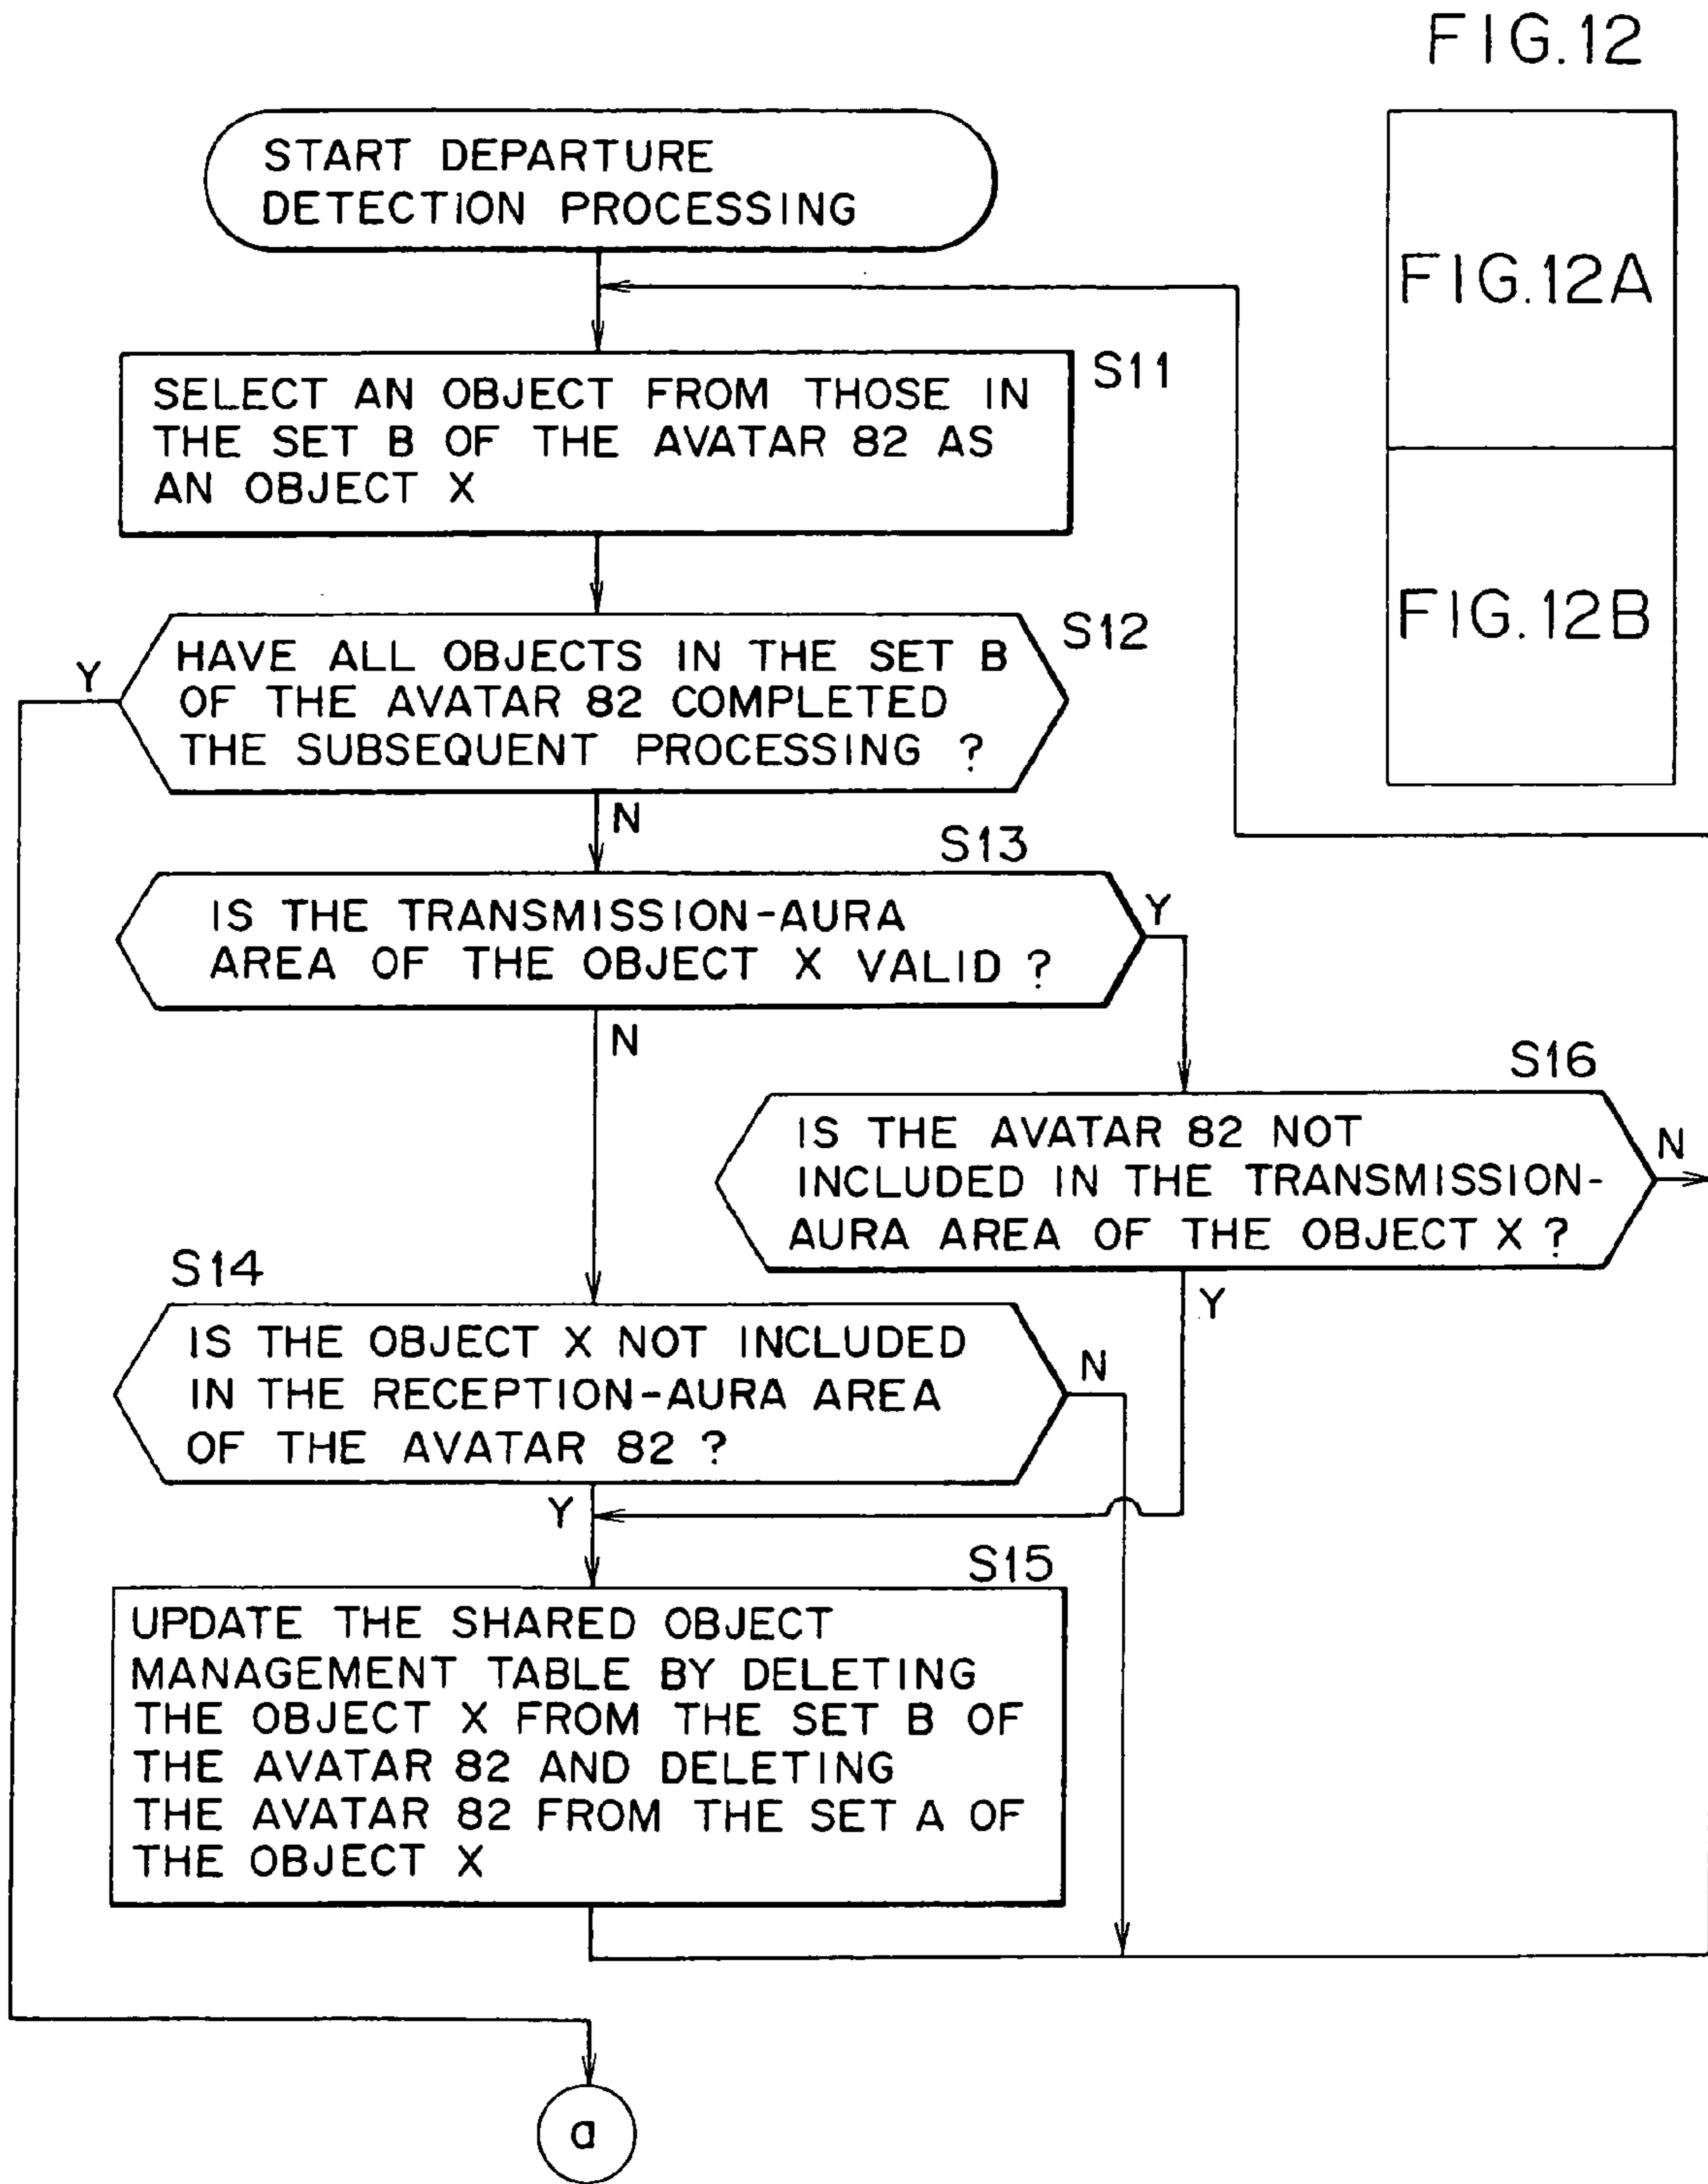 FIG.12
FIG.12A
FIG.12B
START DEPARTURE
DETECTION PROCESSING
S11
SELECT AN OBJECT FROM THOSE IN
THE SET B OF THE AVATAR 82 AS
AN OBJECT X
S12
HAVE ALL OBJECTS IN THE SET B
OF THE AVATAR 82 COMPLETED
THE SUBSEQUENT PROCESSING ?
Y
N
S13
IS THE TRANSMISSION-AURA
AREA OF THE OBJECT X VALID ?
Y
N
S16
IS THE AVATAR 82 NOT
INCLUDED IN THE TRANSMISSION-
AURA AREA OF THE OBJECT X ?
N
Y
S14
IS THE OBJECT X NOT INCLUDED
IN THE RECEPTION-AURA AREA
OF THE AVATAR 82 ?
N
Y
S15
UPDATE THE SHARED OBJECT
MANAGEMENT TABLE BY DELETING
THE OBJECT X FROM THE SET B OF
THE AVATAR 82 AND DELETING
THE AVATAR 82 FROM THE SET A OF
THE OBJECT X
a